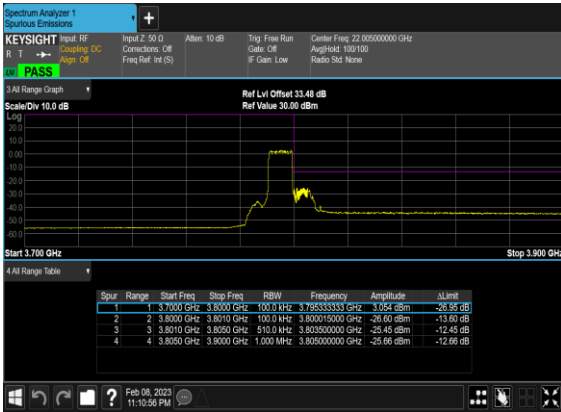 Spectrum Analyzer 1
Spurious Emissions
+
KEYSIGHT Input: RF Input Z: 50 Ω Atten: 10 dB Trig: Free Run Center Freq: 22.005000000 GHz
R T Coupling: DC Corrections: Off Gate: Off Avg|Hold: 100/100
Align: Off Freq Ref: Int (S) IF Gain: Low Radio Std: None
PASS
3 All Range Graph
Ref Lvl Offset 33.48 dB
Scale/Div 10.0 dB Ref Value 30.00 dBm
Log
20.0
10.0
0.00
-10.0
-20.0
-30.0
-40.0
-50.0
-60.0
Start 3.700 GHz Stop 3.900 GHz
4 All Range Table
Spur Range Start Freq Stop Freq RBW Frequency Amplitude ΔLimit
1 1 3.7000 GHz 3.8000 GHz 100.0 kHz 3.795333333 GHz 3.054 dBm -26.95 dB
2 2 3.8000 GHz 3.8010 GHz 100.0 kHz 3.800015000 GHz -26.60 dBm -13.60 dB
3 3 3.8010 GHz 3.8050 GHz 510.0 kHz 3.803500000 GHz -25.45 dBm -12.45 dB
4 4 3.8050 GHz 3.9000 GHz 1.000 MHz 3.805000000 GHz -25.66 dBm -12.66 dB
? Feb 08, 2023
11:10:56 PM